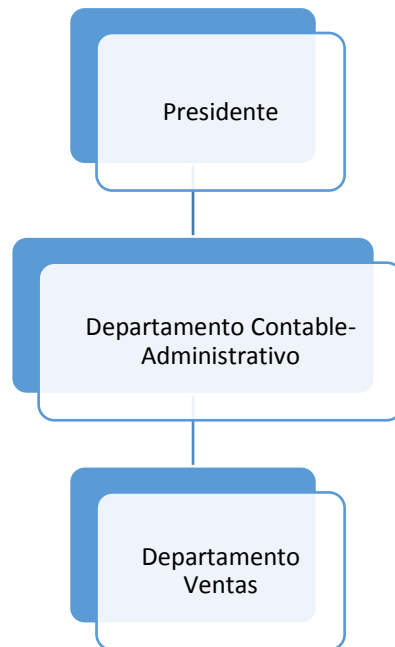 Presidente
Departamento Contable-
Administrativo
Departamento
Ventas